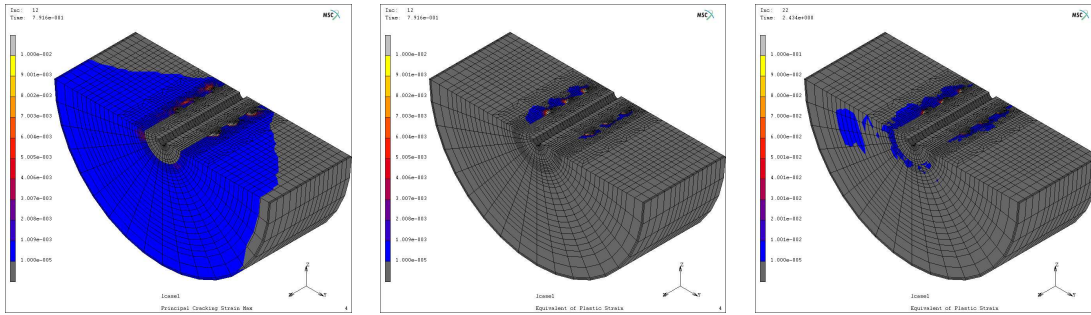 Inc: 12
Time: 7.916e-001
MSC
1.000e-002
9.001e-003
8.002e-003
7.003e-003
6.004e-003
5.005e-003
4.006e-003
3.007e-003
2.008e-003
1.009e-003
1.000e-005
Z
Y
lcase1
Principal Cracking Strain Max
4
Inc: 12
Time: 7.916e-001
MSC
1.000e-002
9.001e-003
8.002e-003
7.003e-003
6.004e-003
5.005e-003
4.006e-003
3.007e-003
2.008e-003
1.009e-003
1.000e-005
Z
Y
lcase1
Equivalent of Plastic Strain
4
Inc: 22
Time: 2.434e+000
MSC
1.000e-001
9.000e-002
8.000e-002
7.000e-002
6.000e-002
5.001e-002
4.001e-002
3.001e-002
2.001e-002
1.001e-002
1.000e-005
Z
Y
lcase1
Equivalent of Plastic Strain
4